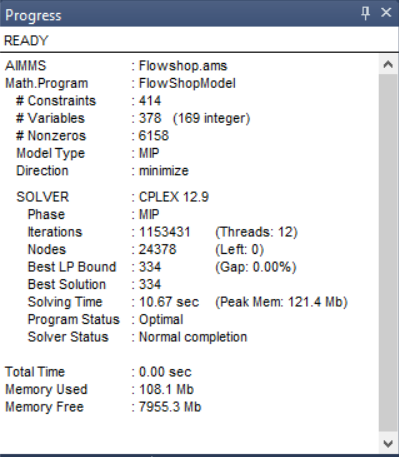 Progress
READY
AIMMS : Flowshop.ams
Math.Program : FlowShopModel
# Constraints : 414
# Variables : 378 (169 integer)
# Nonzeros : 6158
Model Type : MIP
Direction : minimize
SOLVER : CPLEX 12.9
Phase : MIP
Iterations : 1153431 (Threads: 12)
Nodes : 24378 (Left: 0)
Best LP Bound : 334 (Gap: 0.00%)
Best Solution : 334
Solving Time : 10.67 sec (Peak Mem: 121.4 Mb)
Program Status : Optimal
Solver Status : Normal completion
Total Time : 0.00 sec
Memory Used : 108.1 Mb
Memory Free : 7955.3 Mb